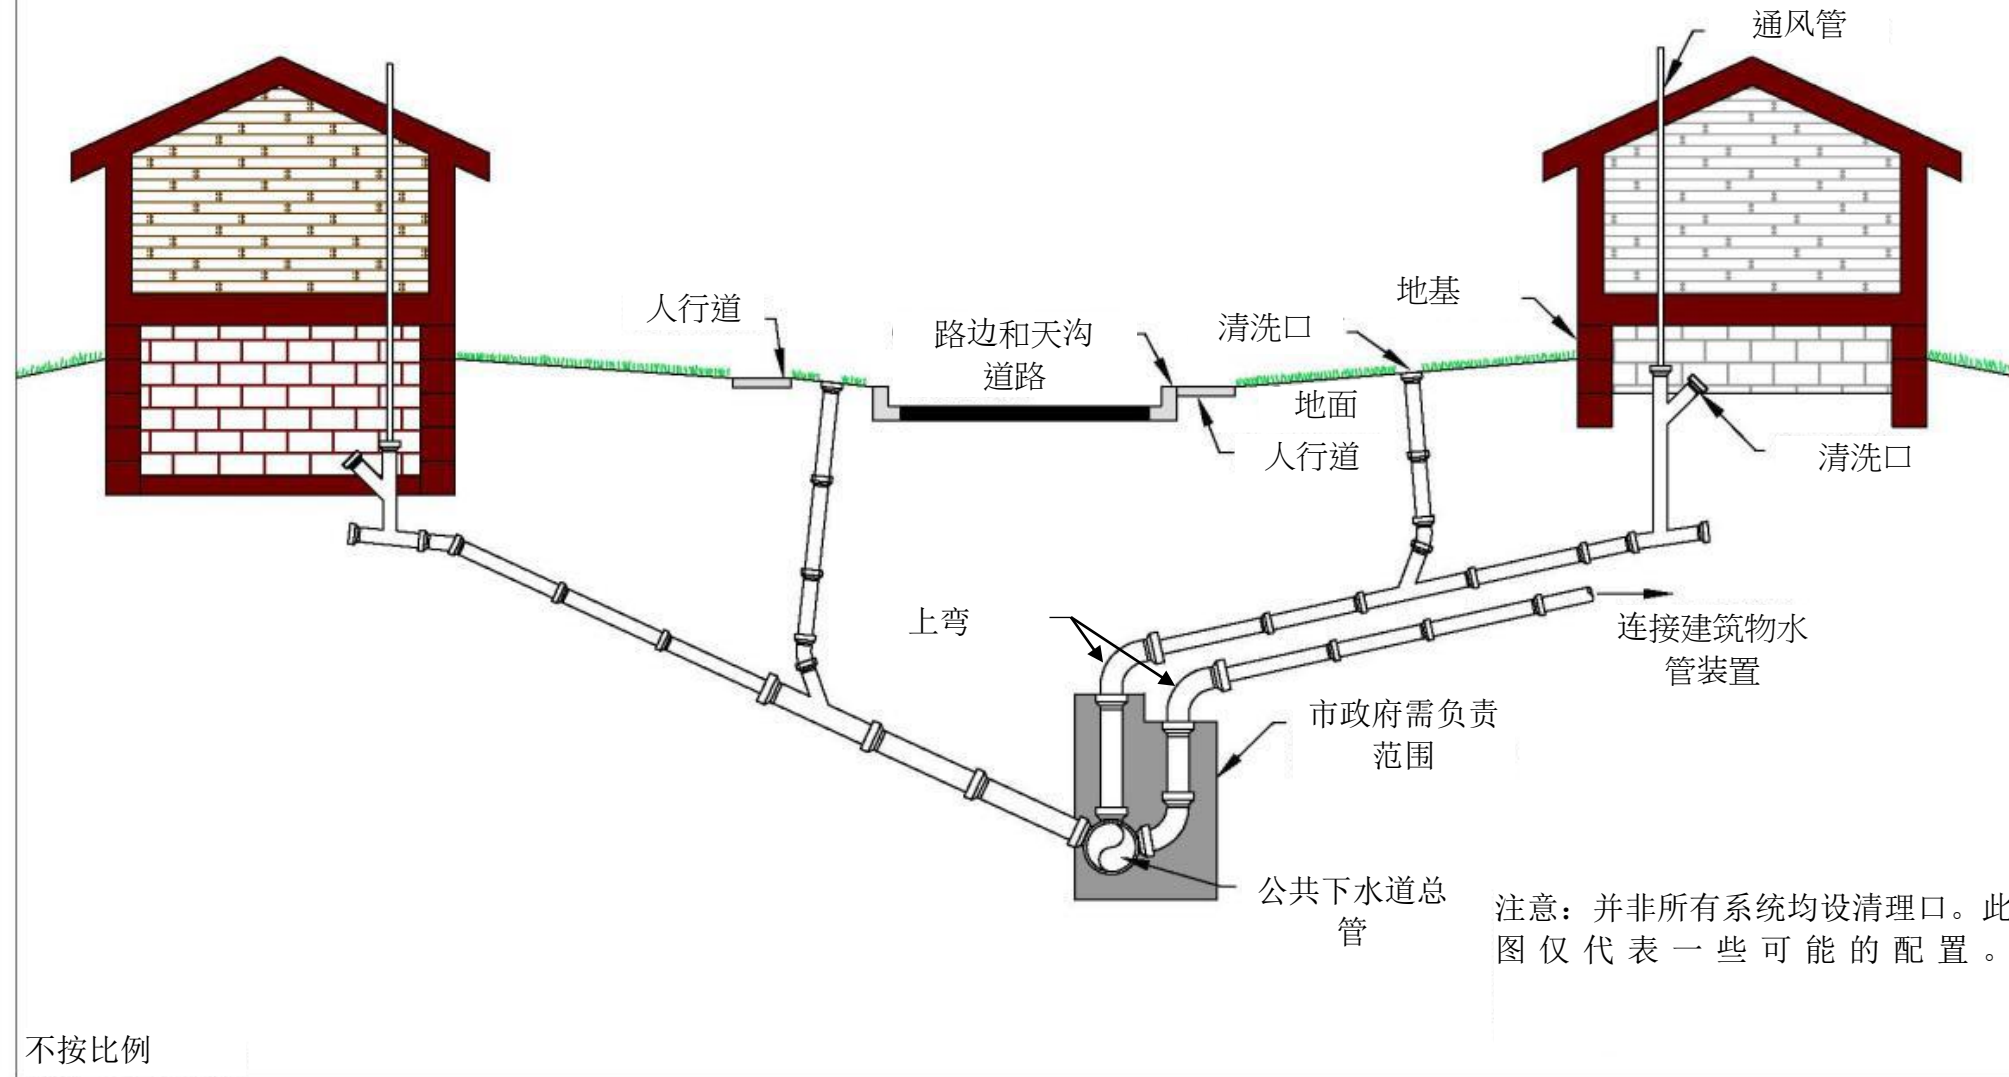 通风管
人行道
路边和天沟
道路
清洗口
地基
地面
人行道
清洗口
上弯
连接建筑物水
管装置
市政府需负责
范围
公共下水道总
管
注意：并非所有系统均设清理口。此
图仅代表一些可能的配置。
不按比例